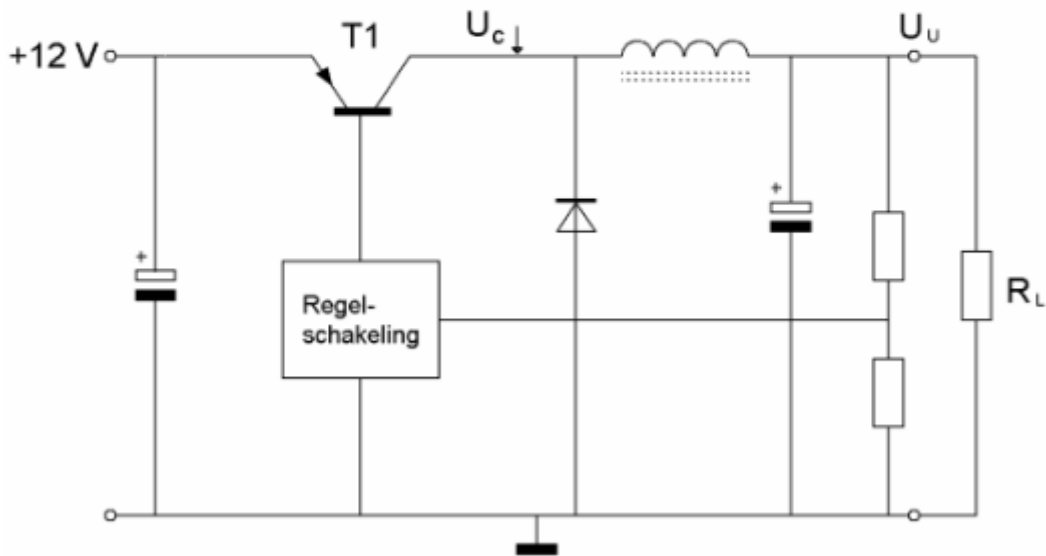 +12 V
T1
Uc
UU
+
+
Regel-
schakeling
RL